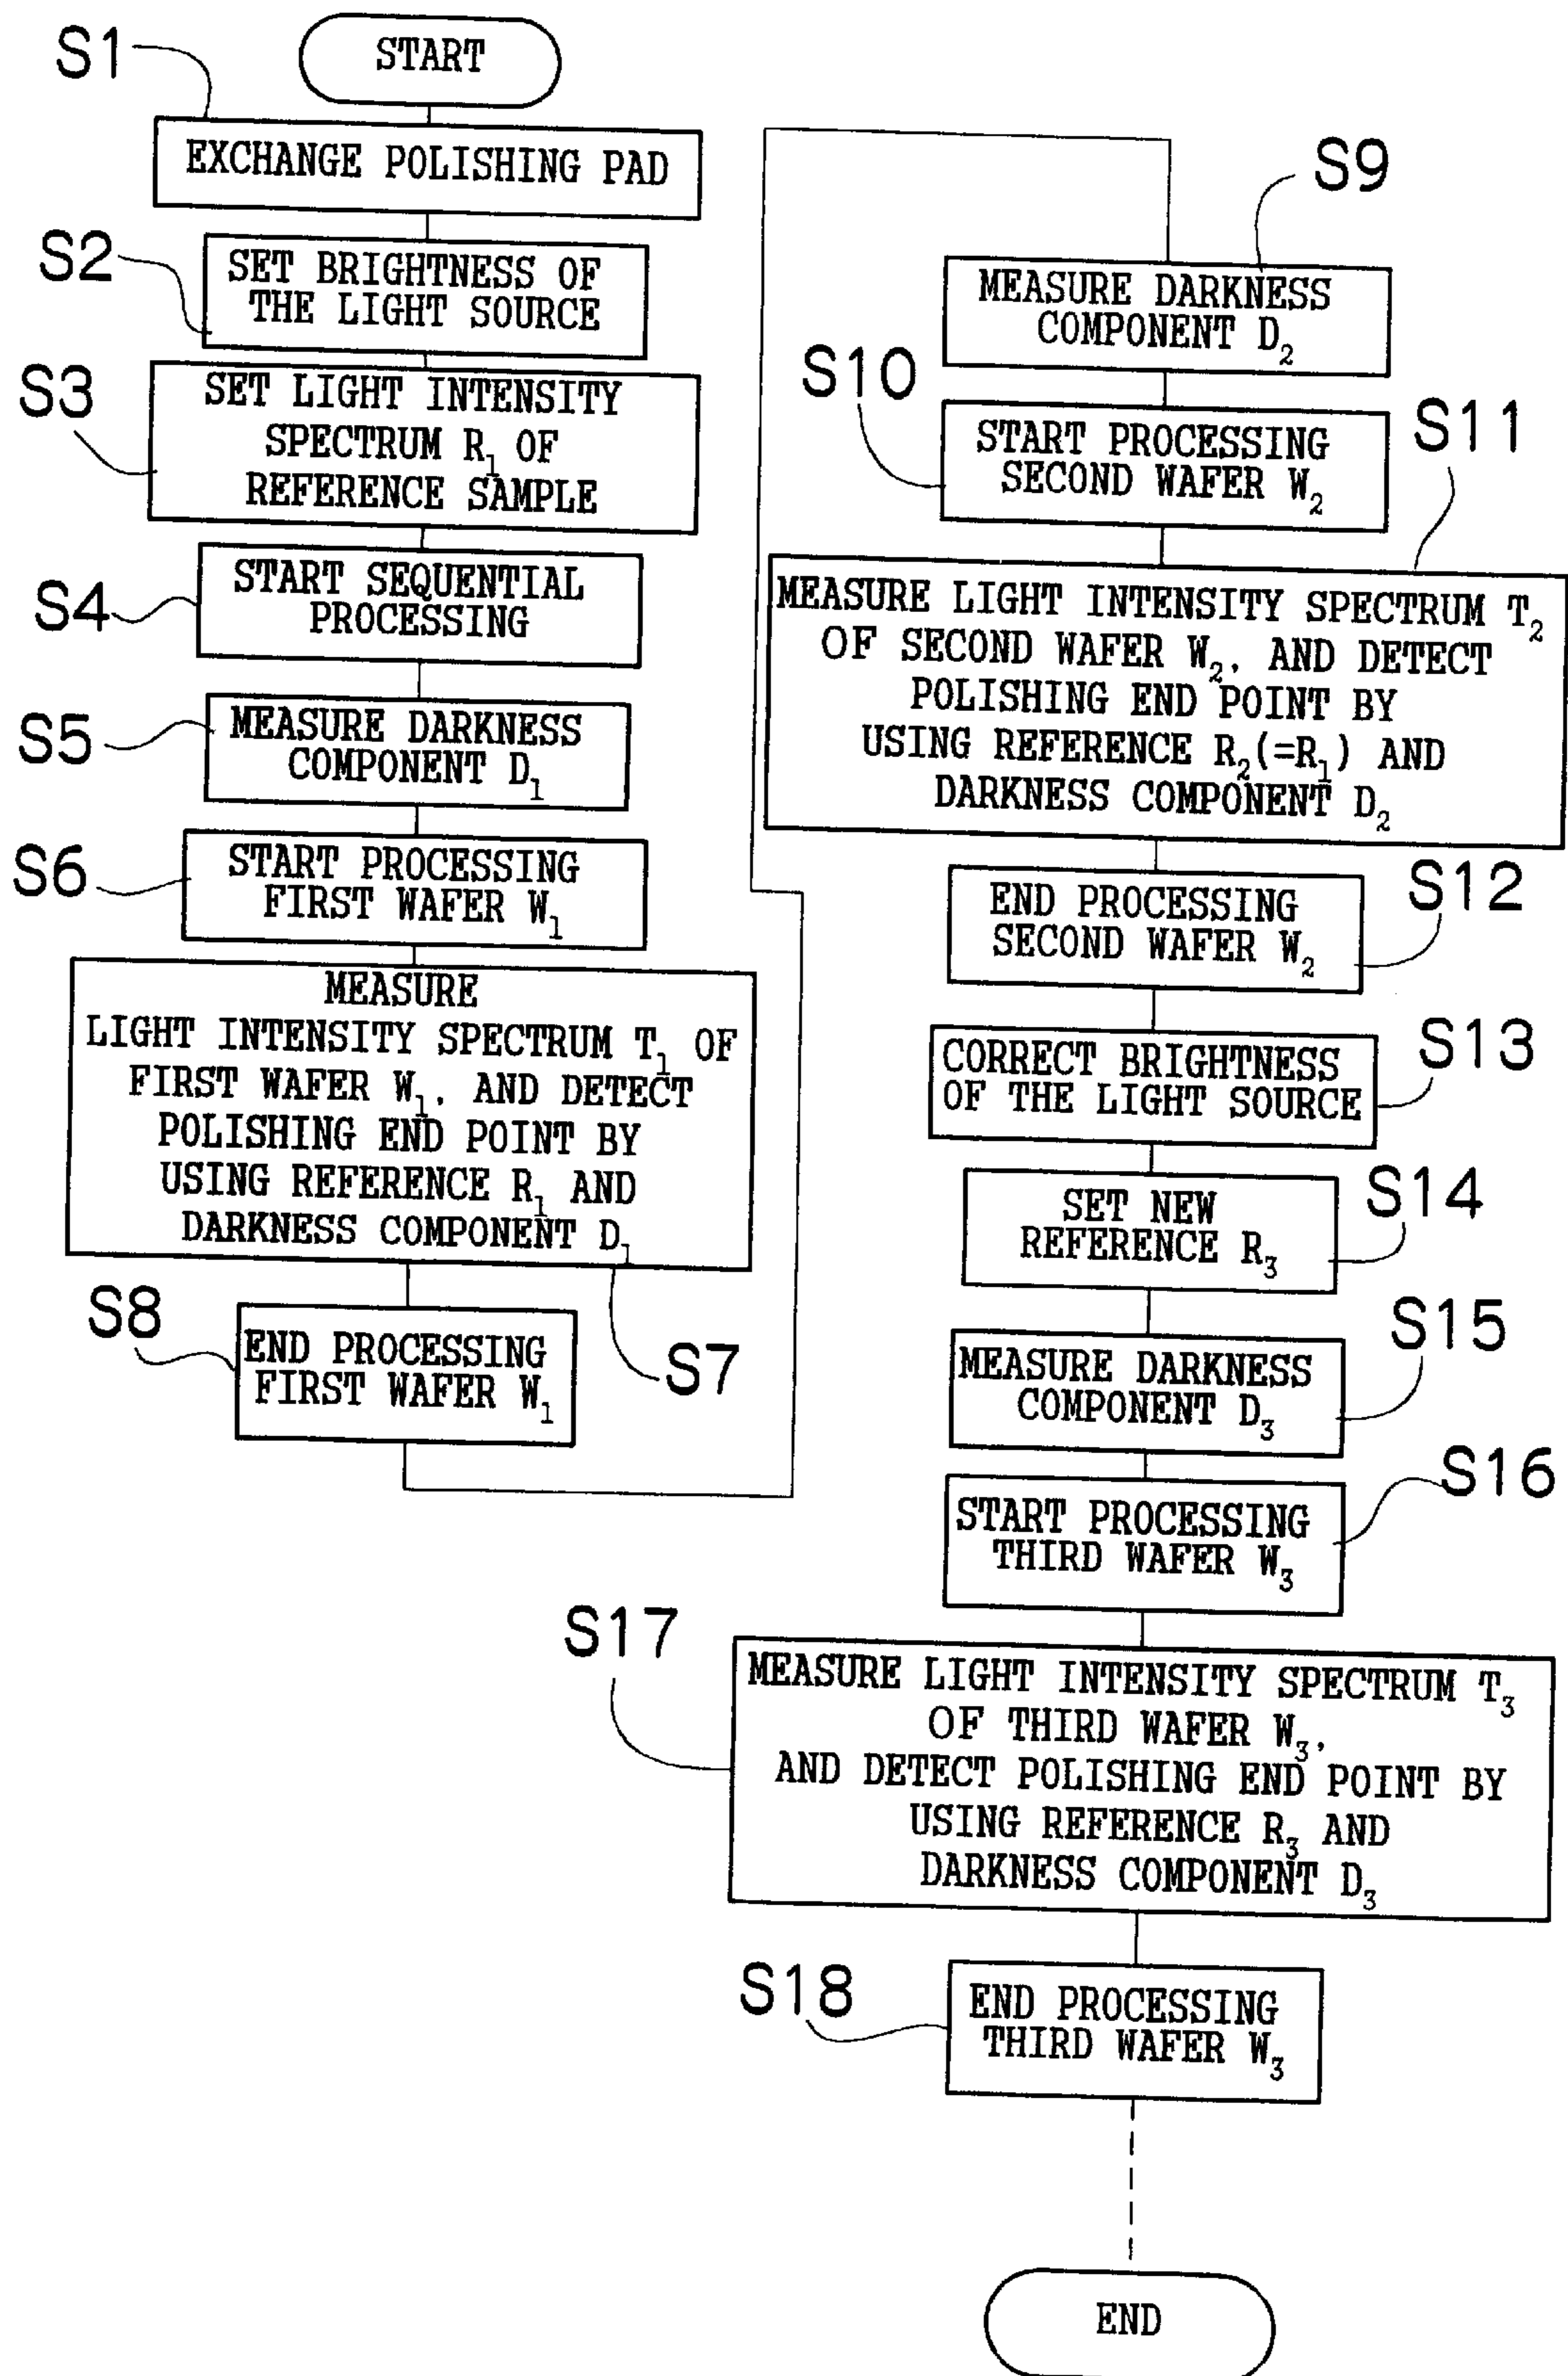 START
S1
EXCHANGE POLISHING PAD
S2
SET BRIGHTNESS OF
THE LIGHT SOURCE
S3
SET LIGHT INTENSITY
SPECTRUM R₁ OF
REFERENCE SAMPLE
S4
START SEQUENTIAL
PROCESSING
S5
MEASURE DARKNESS
COMPONENT D₁
S6
START PROCESSING
FIRST WAFER W₁
MEASURE
LIGHT INTENSITY SPECTRUM T₁ OF
FIRST WAFER W₁, AND DETECT
POLISHING END POINT BY
USING REFERENCE R₁ AND
DARKNESS COMPONENT D₁
S7
S8
END PROCESSING
FIRST WAFER W₁
S9
MEASURE DARKNESS
COMPONENT D₂
S10
START PROCESSING
SECOND WAFER W₂
S11
MEASURE LIGHT INTENSITY SPECTRUM T₂
OF SECOND WAFER W₂, AND DETECT
POLISHING END POINT BY
USING REFERENCE R₂(=R₁) AND
DARKNESS COMPONENT D₂
S12
END PROCESSING
SECOND WAFER W₂
S13
CORRECT BRIGHTNESS
OF THE LIGHT SOURCE
S14
SET NEW
REFERENCE R₃
S15
MEASURE DARKNESS
COMPONENT D₃
S16
START PROCESSING
THIRD WAFER W₃
S17
MEASURE LIGHT INTENSITY SPECTRUM T₃
OF THIRD WAFER W₃,
AND DETECT POLISHING END POINT BY
USING REFERENCE R₃ AND
DARKNESS COMPONENT D₃
S18
END PROCESSING
THIRD WAFER W₃
END